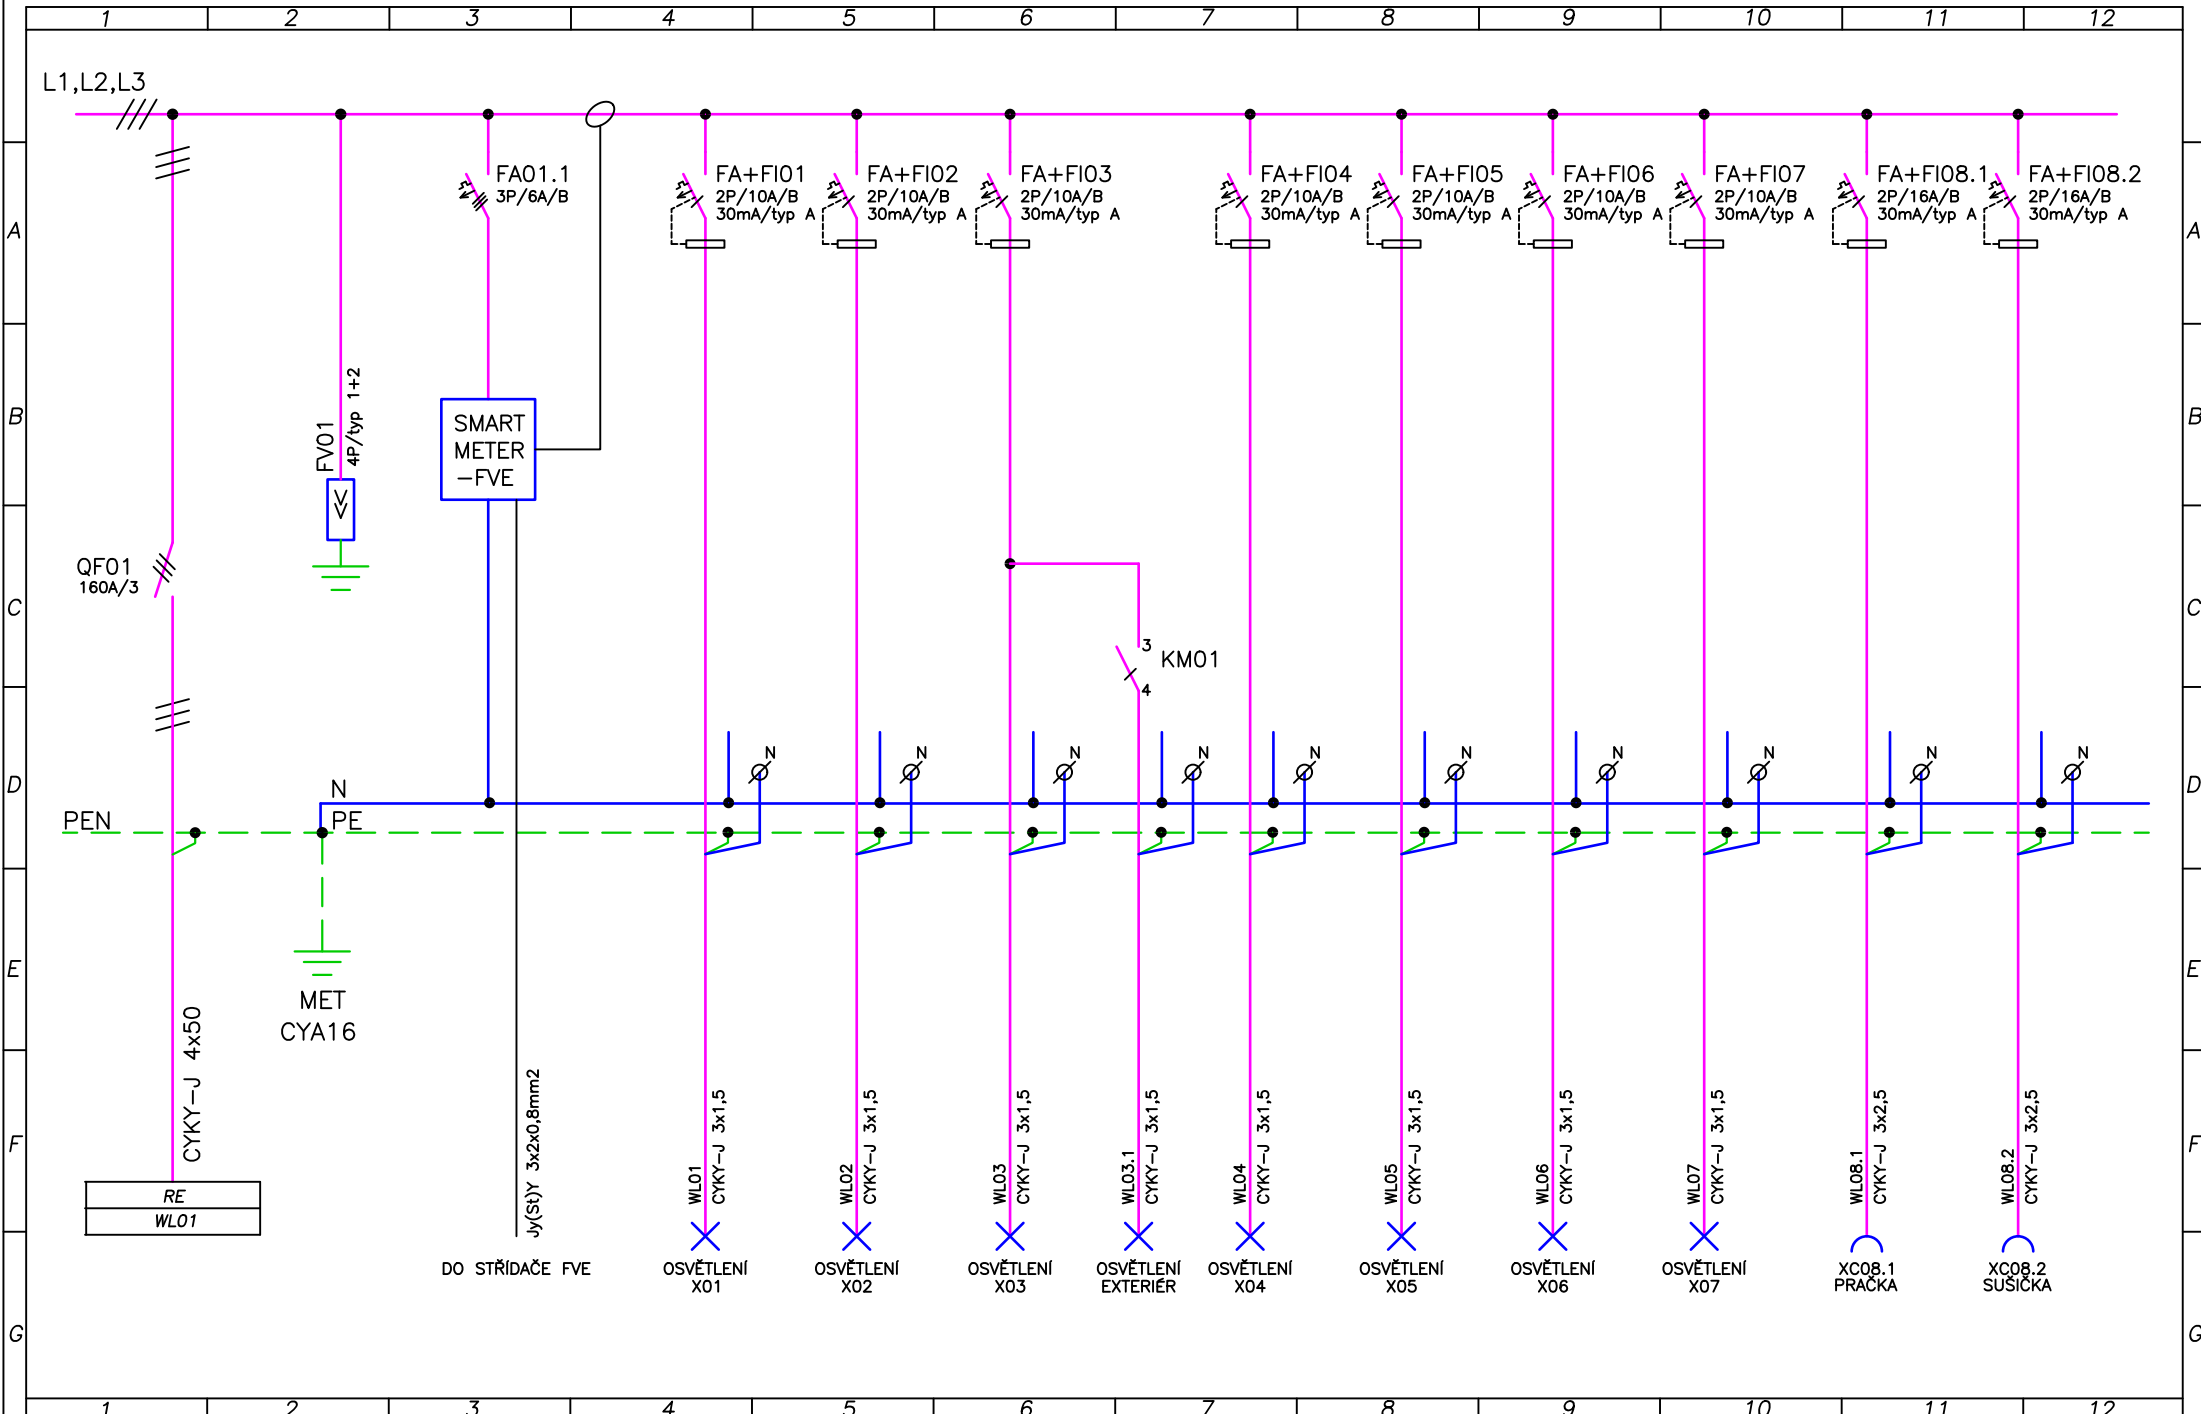 1 2 3 4 5 6 7 8 9 10 11 12
L1,L2,L3
FA01.1
3P/6A/B
FA+FI01
2P/10A/B
30mA/typ A
FA+FI02
2P/10A/B
30mA/typ A
FA+FI03
2P/10A/B
30mA/typ A
FA+FI04
2P/10A/B
30mA/typ A
FA+FI05
2P/10A/B
30mA/typ A
FA+FI06
2P/10A/B
30mA/typ A
FA+FI07
2P/10A/B
30mA/typ A
FA+FI08.1
2P/16A/B
30mA/typ A
FA+FI08.2
2P/16A/B
30mA/typ A
A A
B B
FV01
4P/typ 1+2
SMART
METER
-FVE
QF01
160A/3
C C
3
KM01
4
N N N N N N N N N N
D D
N
PEN
PE
E E
MET
CYA16
CYKY-J 4x50
Jy(St)Y 3x2x0,8mm2
WL01
CYKY-J 3x1,5
WL02
CYKY-J 3x1,5
WL03
CYKY-J 3x1,5
WL03.1
CYKY-J 3x1,5
WL04
CYKY-J 3x1,5
WL05
CYKY-J 3x1,5
WL06
CYKY-J 3x1,5
WL07
CYKY-J 3x1,5
WL08.1
CYKY-J 3x2,5
WL08.2
CYKY-J 3x2,5
F F
RE
WL01
DO STŘÍDAČE FVE
OSVĚTLENÍ
X01
OSVĚTLENÍ
X02
OSVĚTLENÍ
X03
OSVĚTLENÍ
EXTERIÉR
OSVĚTLENÍ
X04
OSVĚTLENÍ
X05
OSVĚTLENÍ
X06
OSVĚTLENÍ
X07
XC08.1
PRAČKA
XC08.2
SUŠIČKA
G G
1 2 3 4 5 6 7 8 9 10 11 12